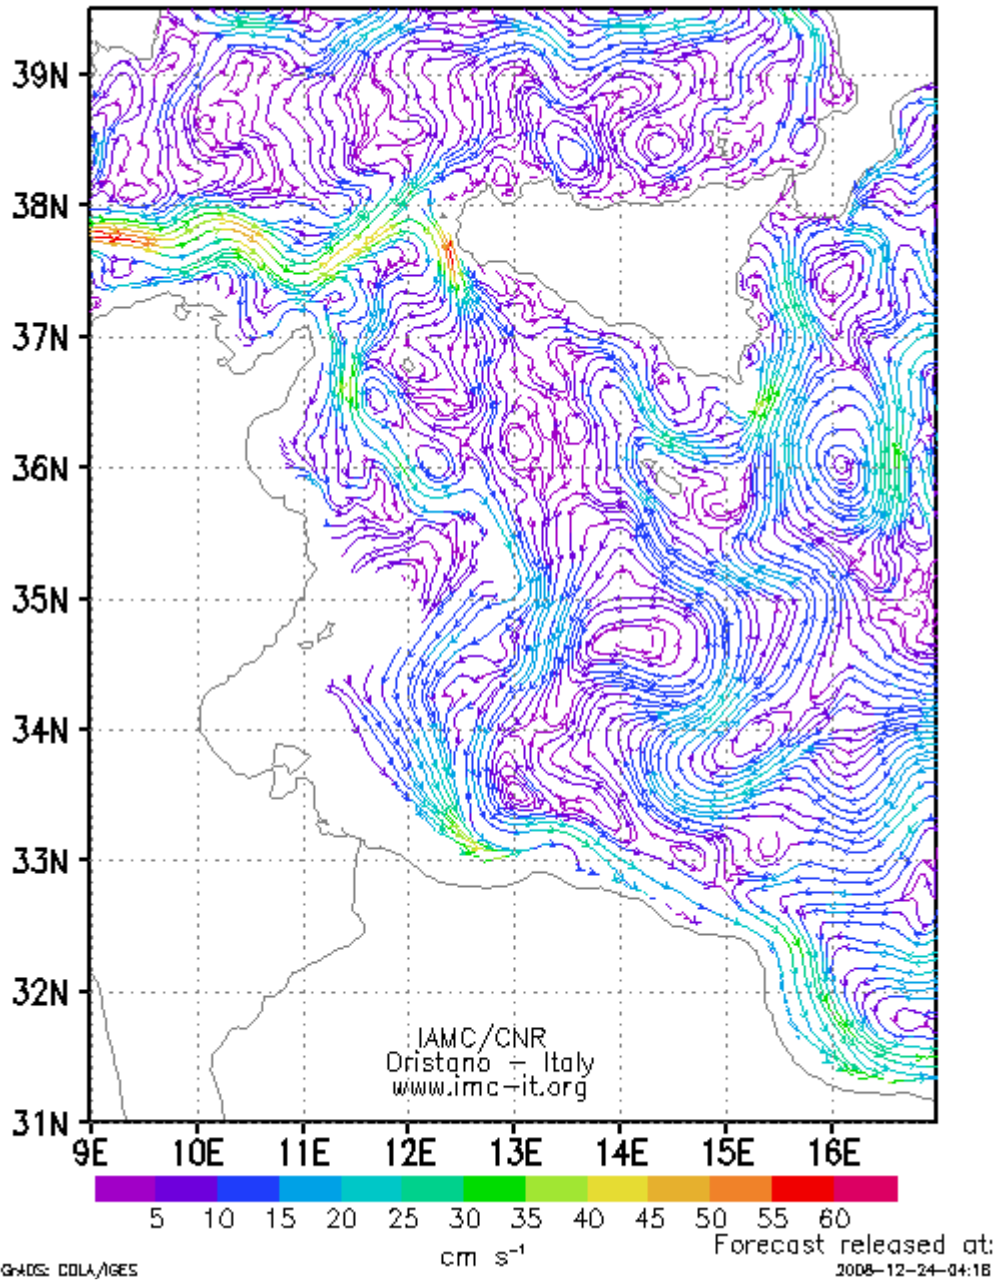 39N
38N
37N
36N
35N
34N
33N
32N
31N
IAMC/CNR
Oristano - Italy
www.imc-it.org
9E 10E 11E 12E 13E 14E 15E 16E
5 10 15 20 25 30 35 40 45 50 55 60
cm s⁻¹
Forecast released at:
GrADS: COLA/IGES
2008-12-24-04:18